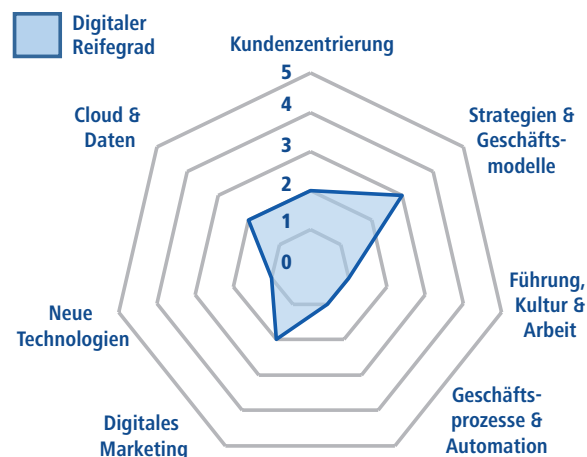 Digitaler
Reifegrad
Kundenzentrierung
5
4
3
2
1
0
Cloud &
Daten
Strategien &
Geschäfts-
modelle
Führung,
Kultur &
Arbeit
Neue
Technologien
Geschäfts-
prozesse &
Automation
Digitales
Marketing